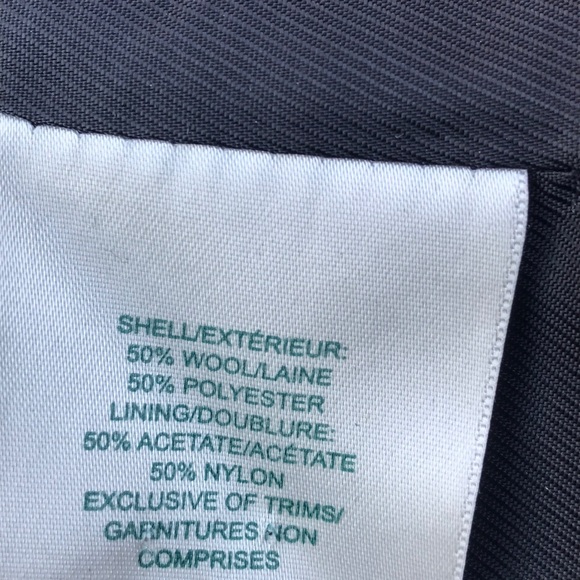 SHELL/EXTÉRIEUR:
50% WOOL/LAINE
50% POLYESTER
LINING/DOUBLURE:
50% ACETATE/ACÉTATE
50% NYLON
EXCLUSIVE OF TRIMS/
GARNITURES NON
COMPRISES